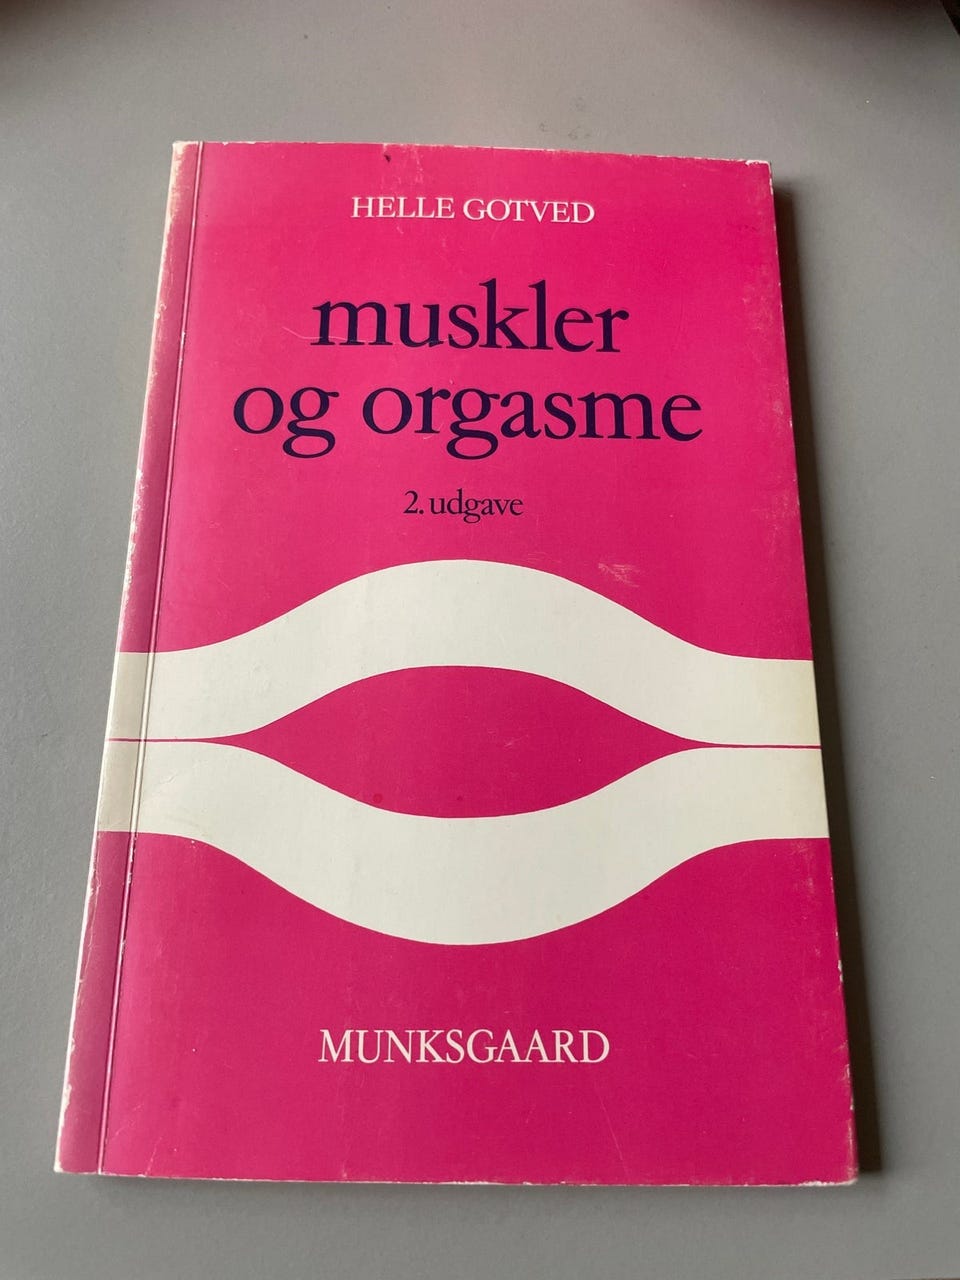 HELLE GOTVED
muskler
og orgasme
2. udgave
MUNKSGAARD